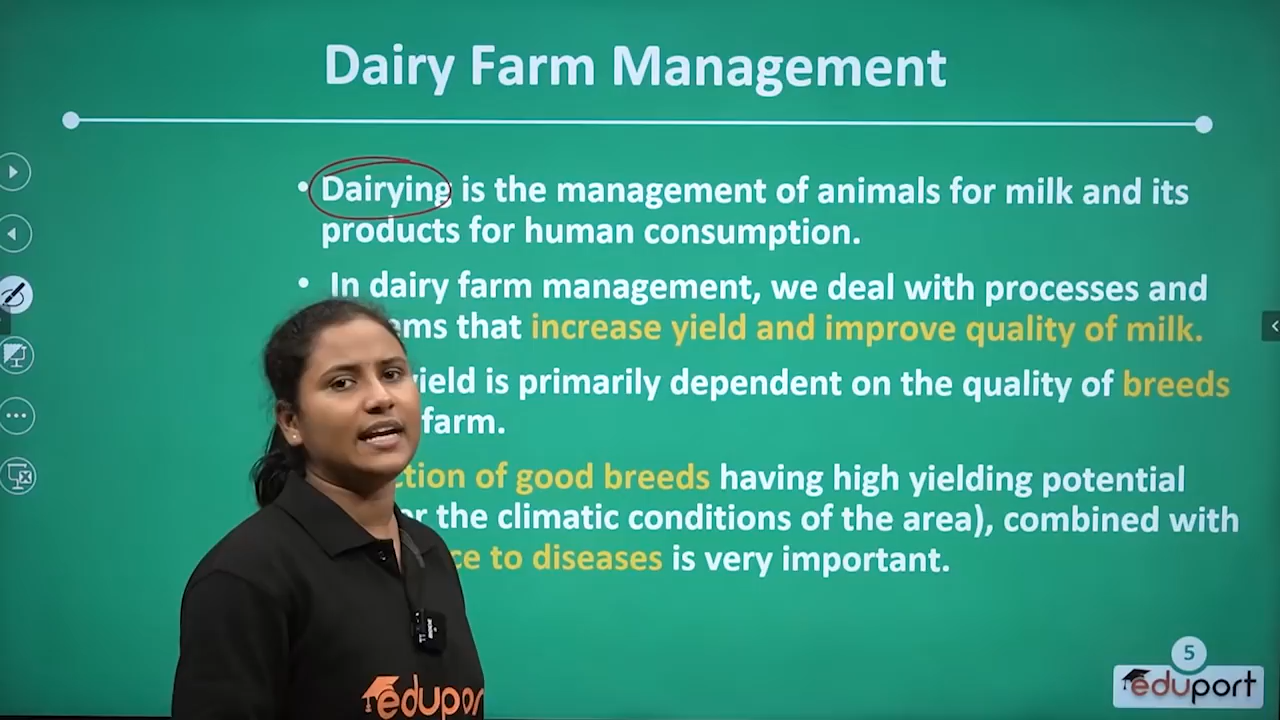 Dairy Farm Management
• Dairying is the management of animals for milk and its
products for human consumption.
• In dairy farm management, we deal with processes and
ems that increase yield and improve quality of milk.
yield is primarily dependent on the quality of breeds
farm.
ction of good breeds having high yielding potential
er the climatic conditions of the area), combined with
ce to diseases is very important.
5
eduport
edupor